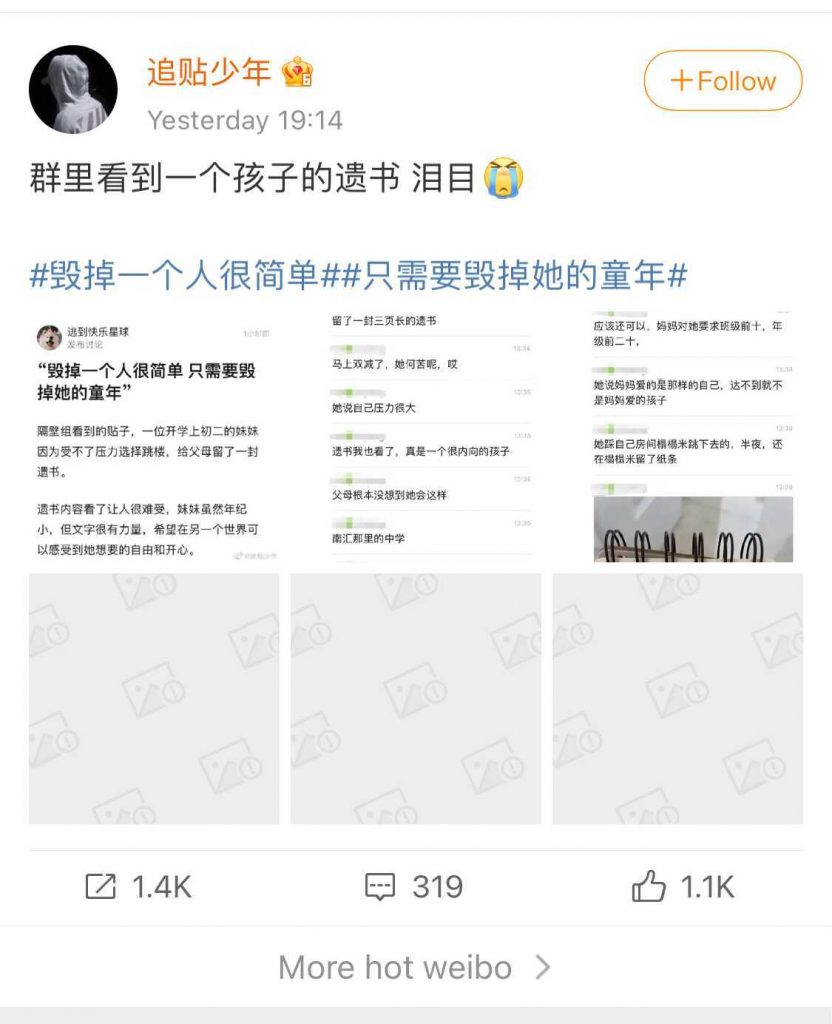 追贴少年
Yesterday 19:14
+Follow
群里看到一个孩子的遗书 泪目
#毁掉一个人很简单##只需要毁掉她的童年#
逃到快乐星球
发布讨论
1小时前
“毁掉一个人很简单 只需要毁
掉她的童年”
隔壁组看到的贴子，一位开学上初二的妹妹
因为受不了压力选择跳楼，给父母留了一封
遗书。
遗书内容看了让人很难受，妹妹虽然年纪
小，但文字很有力量，希望在另一个世界可
以感受到她想要的自由和开心。
留了一封三页长的遗书
13:34
马上双减了，她何苦呢，哎
13:35
她说自己压力很大
13:35
遗书我也看了，真是一个很内向的孩子
13:35
父母根本没想到她会这样
13:35
南汇那里的中学
应该还可以，妈妈对她要求班级前十，年
级前二十，
13:38
她说妈妈爱的是那样的自己，达不到就不
是妈妈爱的孩子
13:38
她踩自己房间榻榻米跳下去的，半夜，还
在榻榻米留了纸条
13:39
1.4K
319
1.1K
More hot weibo